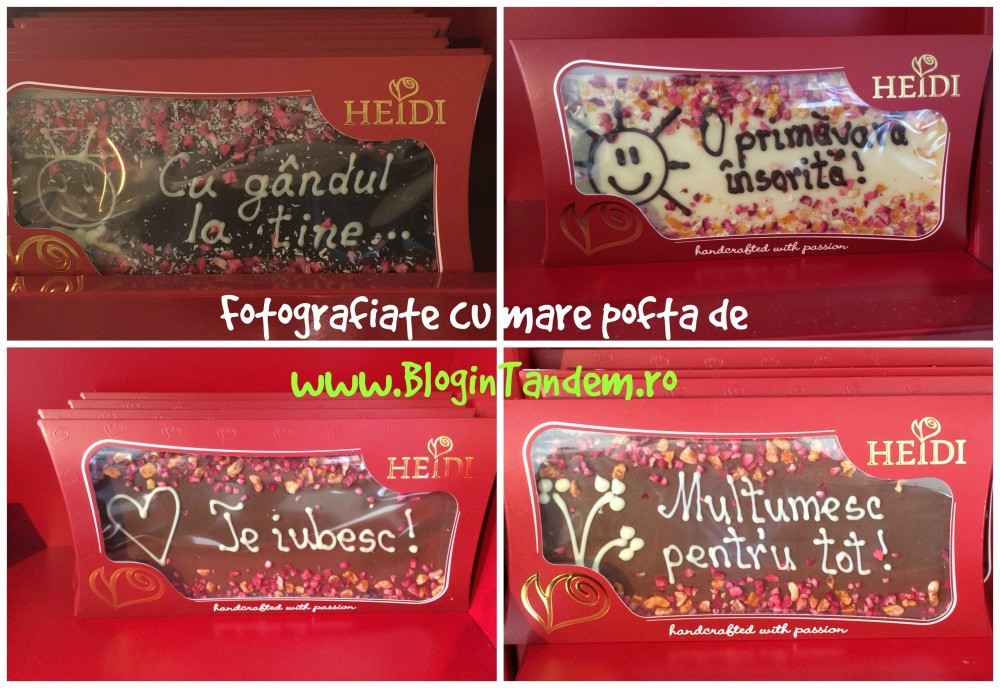 HEIDI
Cu gândul
la tine...
HEIDI
O primăvara
însorită!
handcrafted with passion
Fotografiate cu mare pofta de
www.BloginTandem.ro
HEIDI
Te iubesc!
handcrafted with passion
HEIDI
Multumesc
pentru tot!
handcrafted with passion